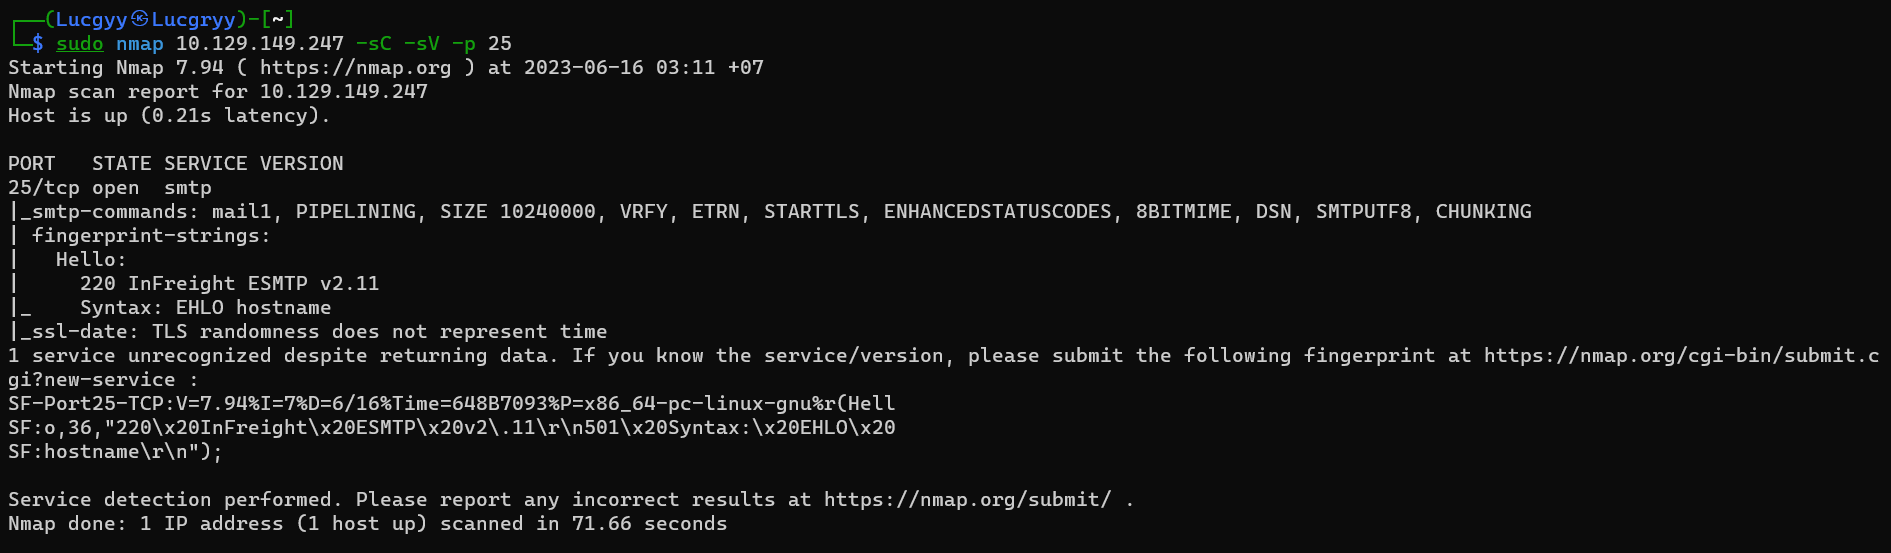 ┌──(Lucgyy㉿Lucgryy)-[~]
└─$ sudo nmap 10.129.149.247 -sC -sV -p 25
Starting Nmap 7.94 ( https://nmap.org ) at 2023-06-16 03:11 +07
Nmap scan report for 10.129.149.247
Host is up (0.21s latency).
PORT   STATE SERVICE VERSION
25/tcp open  smtp
|_smtp-commands: mail1, PIPELINING, SIZE 10240000, VRFY, ETRN, STARTTLS, ENHANCEDSTATUSCODES, 8BITMIME, DSN, SMTPUTF8, CHUNKING
| fingerprint-strings:
|   Hello:
|     220 InFreight ESMTP v2.11
|_    Syntax: EHLO hostname
|_ssl-date: TLS randomness does not represent time
1 service unrecognized despite returning data. If you know the service/version, please submit the following fingerprint at https://nmap.org/cgi-bin/submit.c
gi?new-service :
SF-Port25-TCP:V=7.94%I=7%D=6/16%Time=648B7093%P=x86_64-pc-linux-gnu%r(Hell
SF:o,36,"220\x20InFreight\x20ESMTP\x20v2\.11\r\n501\x20Syntax:\x20EHLO\x20
SF:hostname\r\n");
Service detection performed. Please report any incorrect results at https://nmap.org/submit/ .
Nmap done: 1 IP address (1 host up) scanned in 71.66 seconds